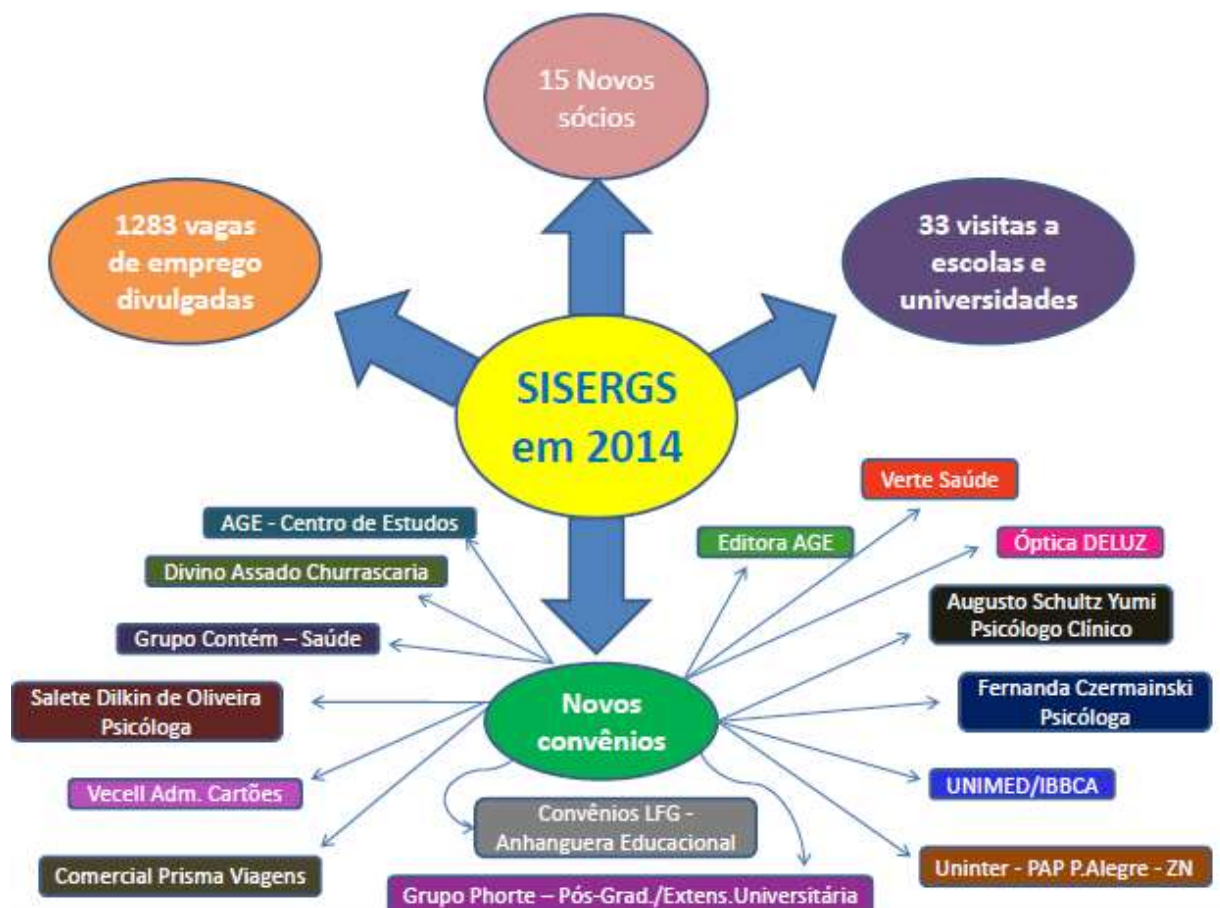 15 Novos
sócios
1283 vagas
de emprego
divulgadas
33 visitas a
escolas e
universidades
SISERGS
em 2014
Verte Saúde
AGE - Centro de Estudos
Editora AGE
Óptica DELUZ
Divino Assado Churrascaria
Augusto Schultz Yumi
Psicólogo Clínico
Grupo Contém – Saúde
Salete Dilkin de Oliveira
Psicóloga
Novos
convênios
Fernanda Czermainski
Psicóloga
Vecell Adm. Cartões
UNIMED/IBBCA
Convênios LFG -
Anhanguera Educacional
Comercial Prisma Viagens
Uninter - PAP P.Alegre - ZN
Grupo Phorte – Pós-Grad./Extens.Universitária